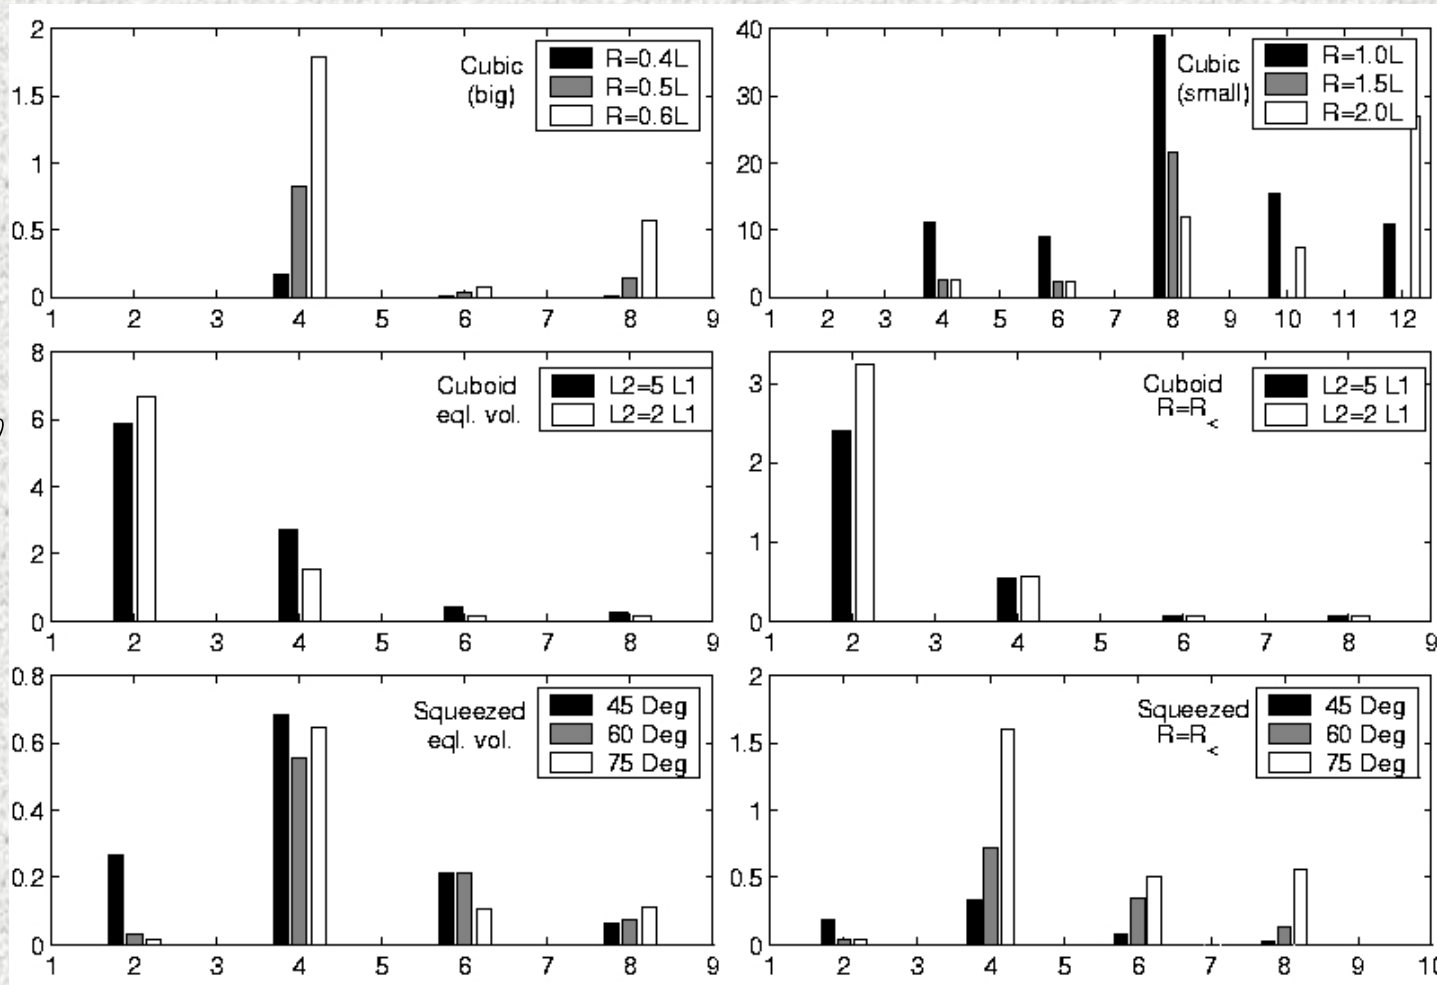 2
1.5
1
0.5
0
1 2 3 4 5 6 7 8 9
Cubic
(big)
R=0.4L
R=0.5L
R=0.6L
40
30
20
10
0
1 2 3 4 5 6 7 8 9 10 11 12
Cubic
(small)
R=1.0L
R=1.5L
R=2.0L
8
6
4
2
0
1 2 3 4 5 6 7 8 9
Cuboid
eql. vol.
L2=5 L1
L2=2 L1
3
2
1
0
1 2 3 4 5 6 7 8 9
Cuboid
R=R<
L2=5 L1
L2=2 L1
0.8
0.6
0.4
0.2
0
1 2 3 4 5 6 7 8 9
Squeezed
eql. vol.
45 Deg
60 Deg
75 Deg
2
1.5
1
0.5
0
1 2 3 4 5 6 7 8 9 10
Squeezed
R=R<
45 Deg
60 Deg
75 Deg